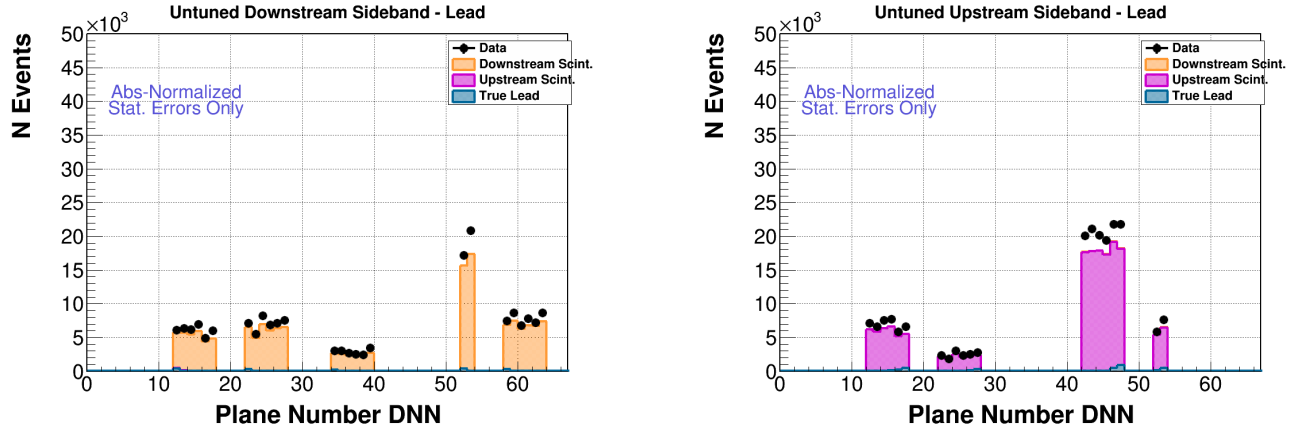 Untuned Downstream Sideband - Lead
×10³
50
45
40
35
30
25
20
15
10
5
0
N Events
Abs-Normalized
Stat. Errors Only
Data
Downstream Scint.
Upstream Scint.
True Lead
0 10 20 30 40 50 60
Plane Number DNN
Untuned Upstream Sideband - Lead
×10³
50
45
40
35
30
25
20
15
10
5
0
N Events
Abs-Normalized
Stat. Errors Only
Data
Downstream Scint.
Upstream Scint.
True Lead
0 10 20 30 40 50 60
Plane Number DNN